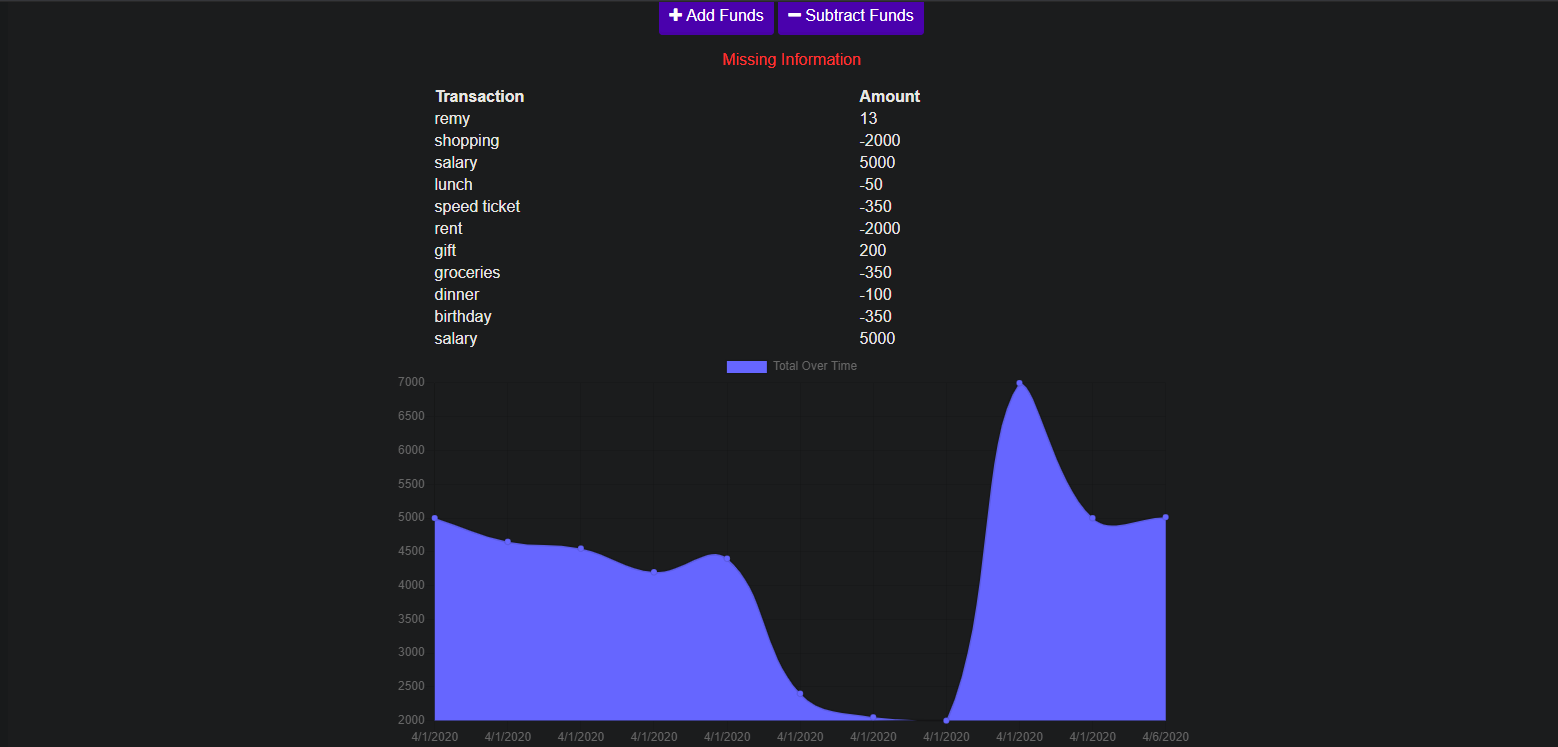 Add Funds Subtract Funds
Missing Information
Transaction Amount
remy 13
shopping -2000
salary 5000
lunch -50
speed ticket -350
rent -2000
gift 200
groceries -350
dinner -100
birthday -350
salary 5000
Total Over Time
7000
6500
6000
5500
5000
4500
4000
3500
3000
2500
2000
4/1/2020 4/1/2020 4/1/2020 4/1/2020 4/1/2020 4/1/2020 4/1/2020 4/1/2020 4/1/2020 4/1/2020 4/6/2020